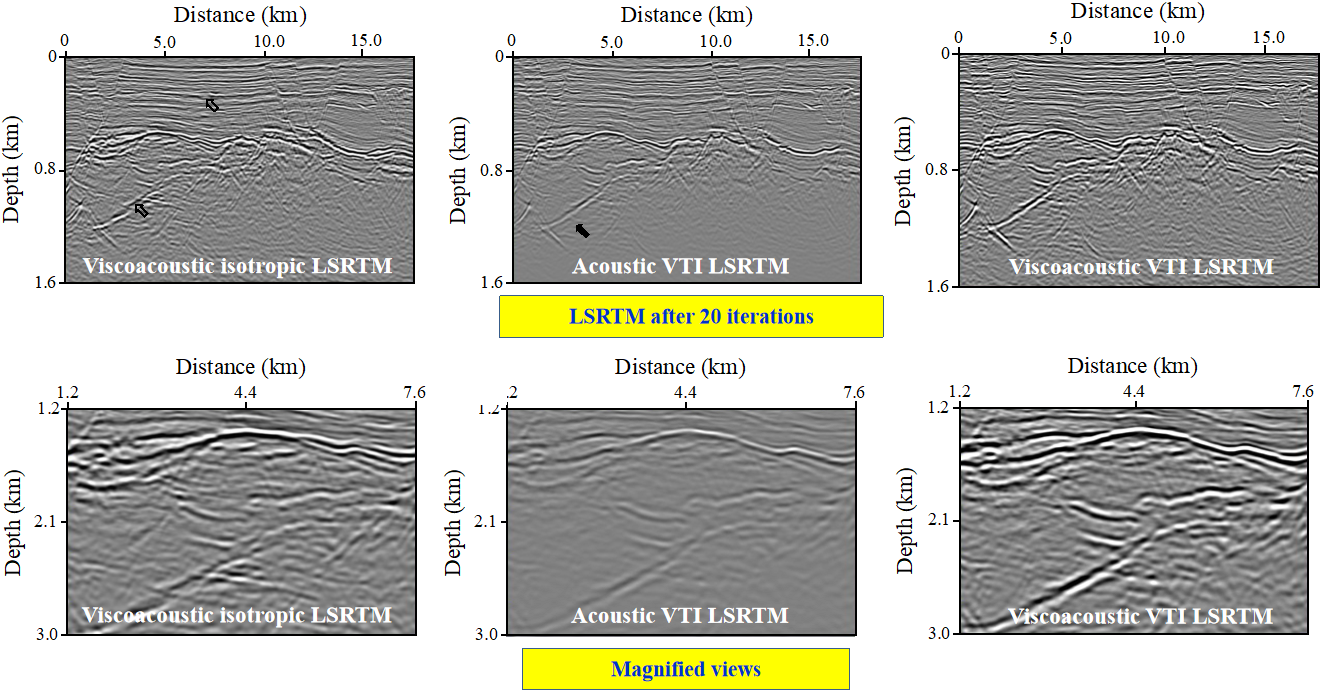 Distance (km)
0 5.0 10.0 15.0
Depth (km)
0
0.8
1.6
Viscoacoustic isotropic LSRTM
Distance (km)
0 5.0 10.0 15.0
Depth (km)
0
0.8
1.6
Acoustic VTI LSRTM
Distance (km)
0 5.0 10.0 15.0
Depth (km)
0
0.8
1.6
Viscoacoustic VTI LSRTM
LSRTM after 20 iterations
Distance (km)
1.2 4.4 7.6
Depth (km)
1.2
2.1
3.0
Viscoacoustic isotropic LSRTM
Distance (km)
.2 4.4 7.6
Depth (km)
1.2
2.1
3.0
Acoustic VTI LSRTM
Distance (km)
1.2 4.4 7.6
Depth (km)
1.2
2.1
3.0
Viscoacoustic VTI LSRTM
Magnified views